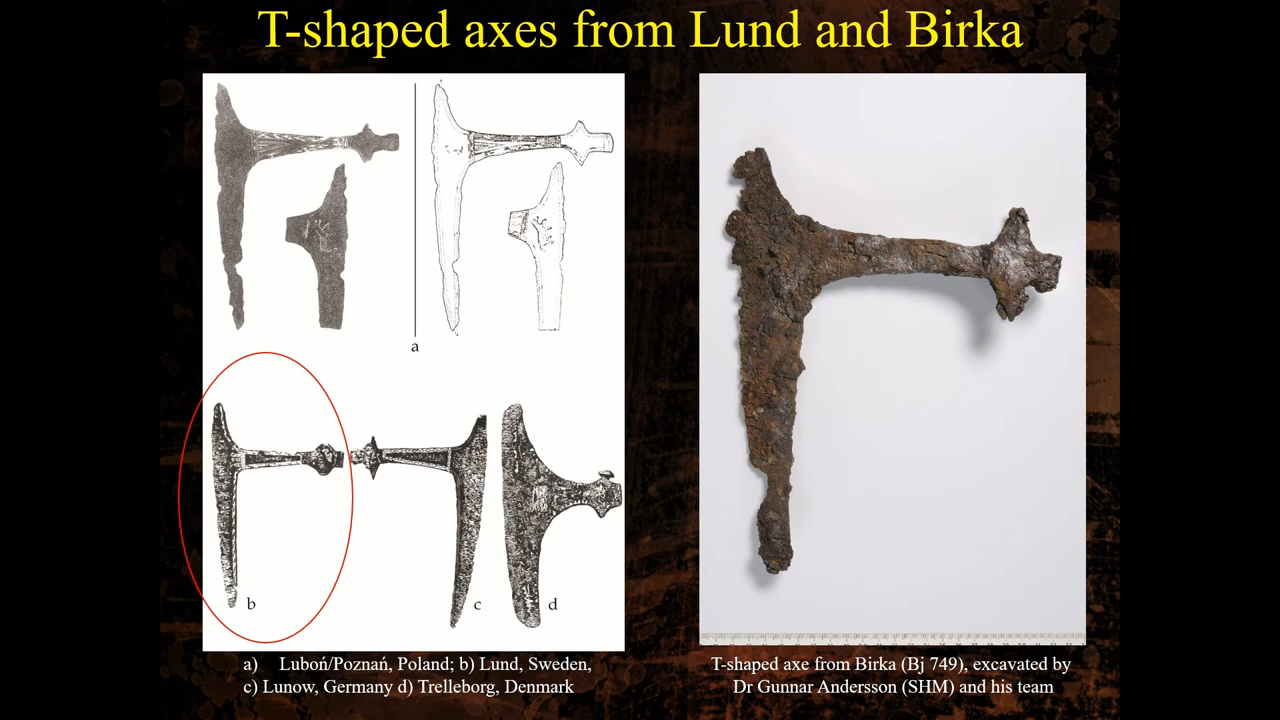 T-shaped axes from Lund and Birka
a
b
c
d
a) Luboń/Poznań, Poland; b) Lund, Sweden,
c) Lunow, Germany d) Trelleborg, Denmark
T-shaped axe from Birka (Bj 749), excavated by
Dr Gunnar Andersson (SHM) and his team